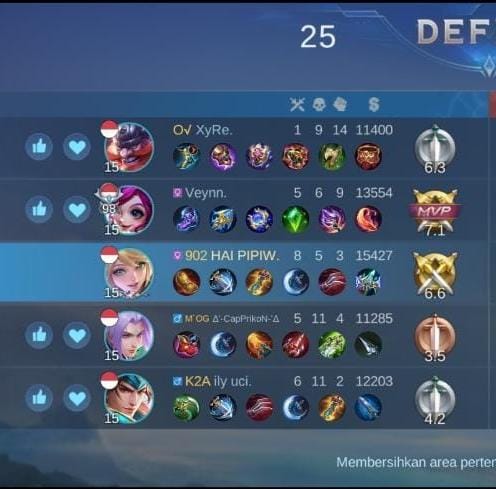 25
DEF
O√ XyRe. 1 9 14 11400
15
6.3
Veynn. 5 6 9 13554
98
15
MVP
7.1
902 HAI PIPIW. 8 5 3 15427
15
6.6
M˘OG Δ'-CapPrikoN-'Δ 5 11 4 11285
15
3.5
K2A ily uci. 6 11 2 12203
15
4.2
Membersihkan area perten